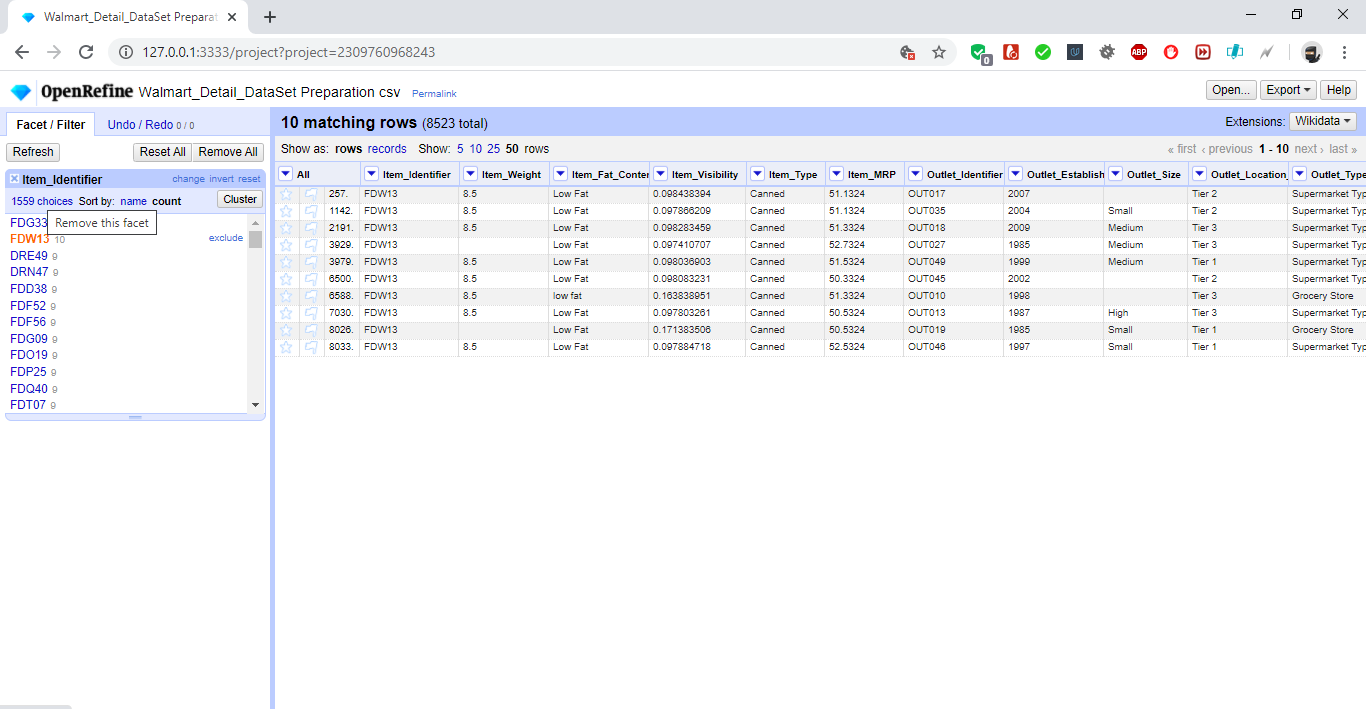 Walmart_Detail_DataSet Preparat
127.0.0.1:3333/project?project=2309760968243
0
ABP
OpenRefine Walmart_Detail_DataSet Preparation csv Permalink
Open... Export Help
Facet / Filter Undo / Redo 0 / 0
10 matching rows (8523 total)
Extensions: Wikidata
Refresh Reset All Remove All
Show as: rows records Show: 5 10 25 50 rows
« first ‹ previous 1 - 10 next › last »
Item_Identifier change invert reset
1559 choices Sort by: name count Cluster
Remove this facet
FDG33
FDW13 10 exclude
DRE49 9
DRN47 9
FDD38 9
FDF52 9
FDF56 9
FDG09 9
FDO19 9
FDP25 9
FDQ40 9
FDT07 9
All Item_Identifier Item_Weight Item_Fat_Conter Item_Visibility Item_Type Item_MRP Outlet_Identifier Outlet_Establish Outlet_Size Outlet_Location_ Outlet_Type
257. FDW13 8.5 Low Fat 0.098438394 Canned 51.1324 OUT017 2007 Tier 2 Supermarket Typ
1142. FDW13 8.5 Low Fat 0.097866209 Canned 51.1324 OUT035 2004 Small Tier 2 Supermarket Typ
2191. FDW13 8.5 Low Fat 0.098283459 Canned 51.3324 OUT018 2009 Medium Tier 3 Supermarket Typ
3929. FDW13 Low Fat 0.097410707 Canned 52.7324 OUT027 1985 Medium Tier 3 Supermarket Typ
3979. FDW13 8.5 Low Fat 0.098036903 Canned 51.5324 OUT049 1999 Medium Tier 1 Supermarket Typ
6500. FDW13 8.5 Low Fat 0.098083231 Canned 50.3324 OUT045 2002 Tier 2 Supermarket Typ
6588. FDW13 8.5 low fat 0.163838951 Canned 51.3324 OUT010 1998 Tier 3 Grocery Store
7030. FDW13 8.5 Low Fat 0.097803261 Canned 50.5324 OUT013 1987 High Tier 3 Supermarket Typ
8026. FDW13 Low Fat 0.171383506 Canned 50.5324 OUT019 1985 Small Tier 1 Grocery Store
8033. FDW13 8.5 Low Fat 0.097884718 Canned 52.5324 OUT046 1997 Small Tier 1 Supermarket Typ